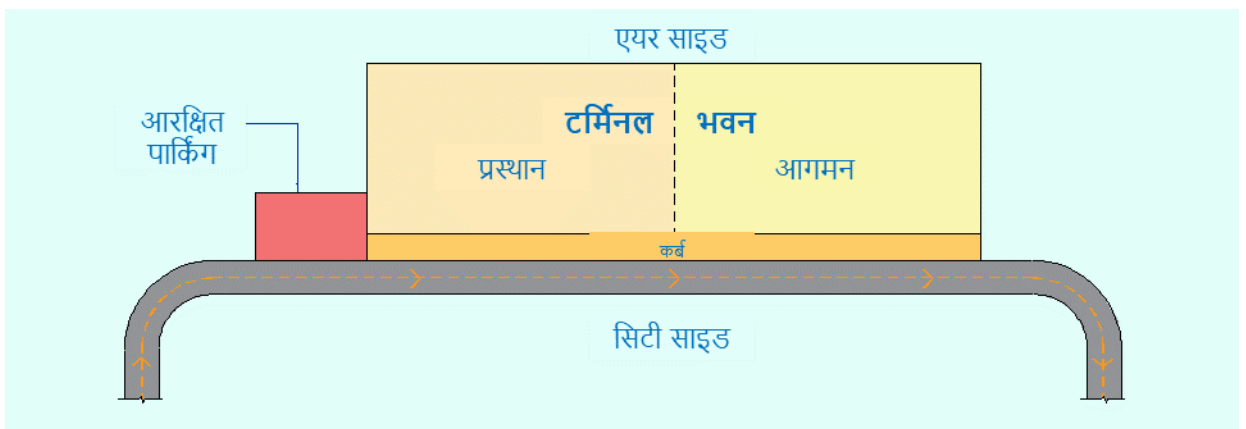 एयर साइड
आरक्षित
पार्किंग
टर्मिनल भवन
प्रस्थान
आगमन
कर्ब
सिटी साइड